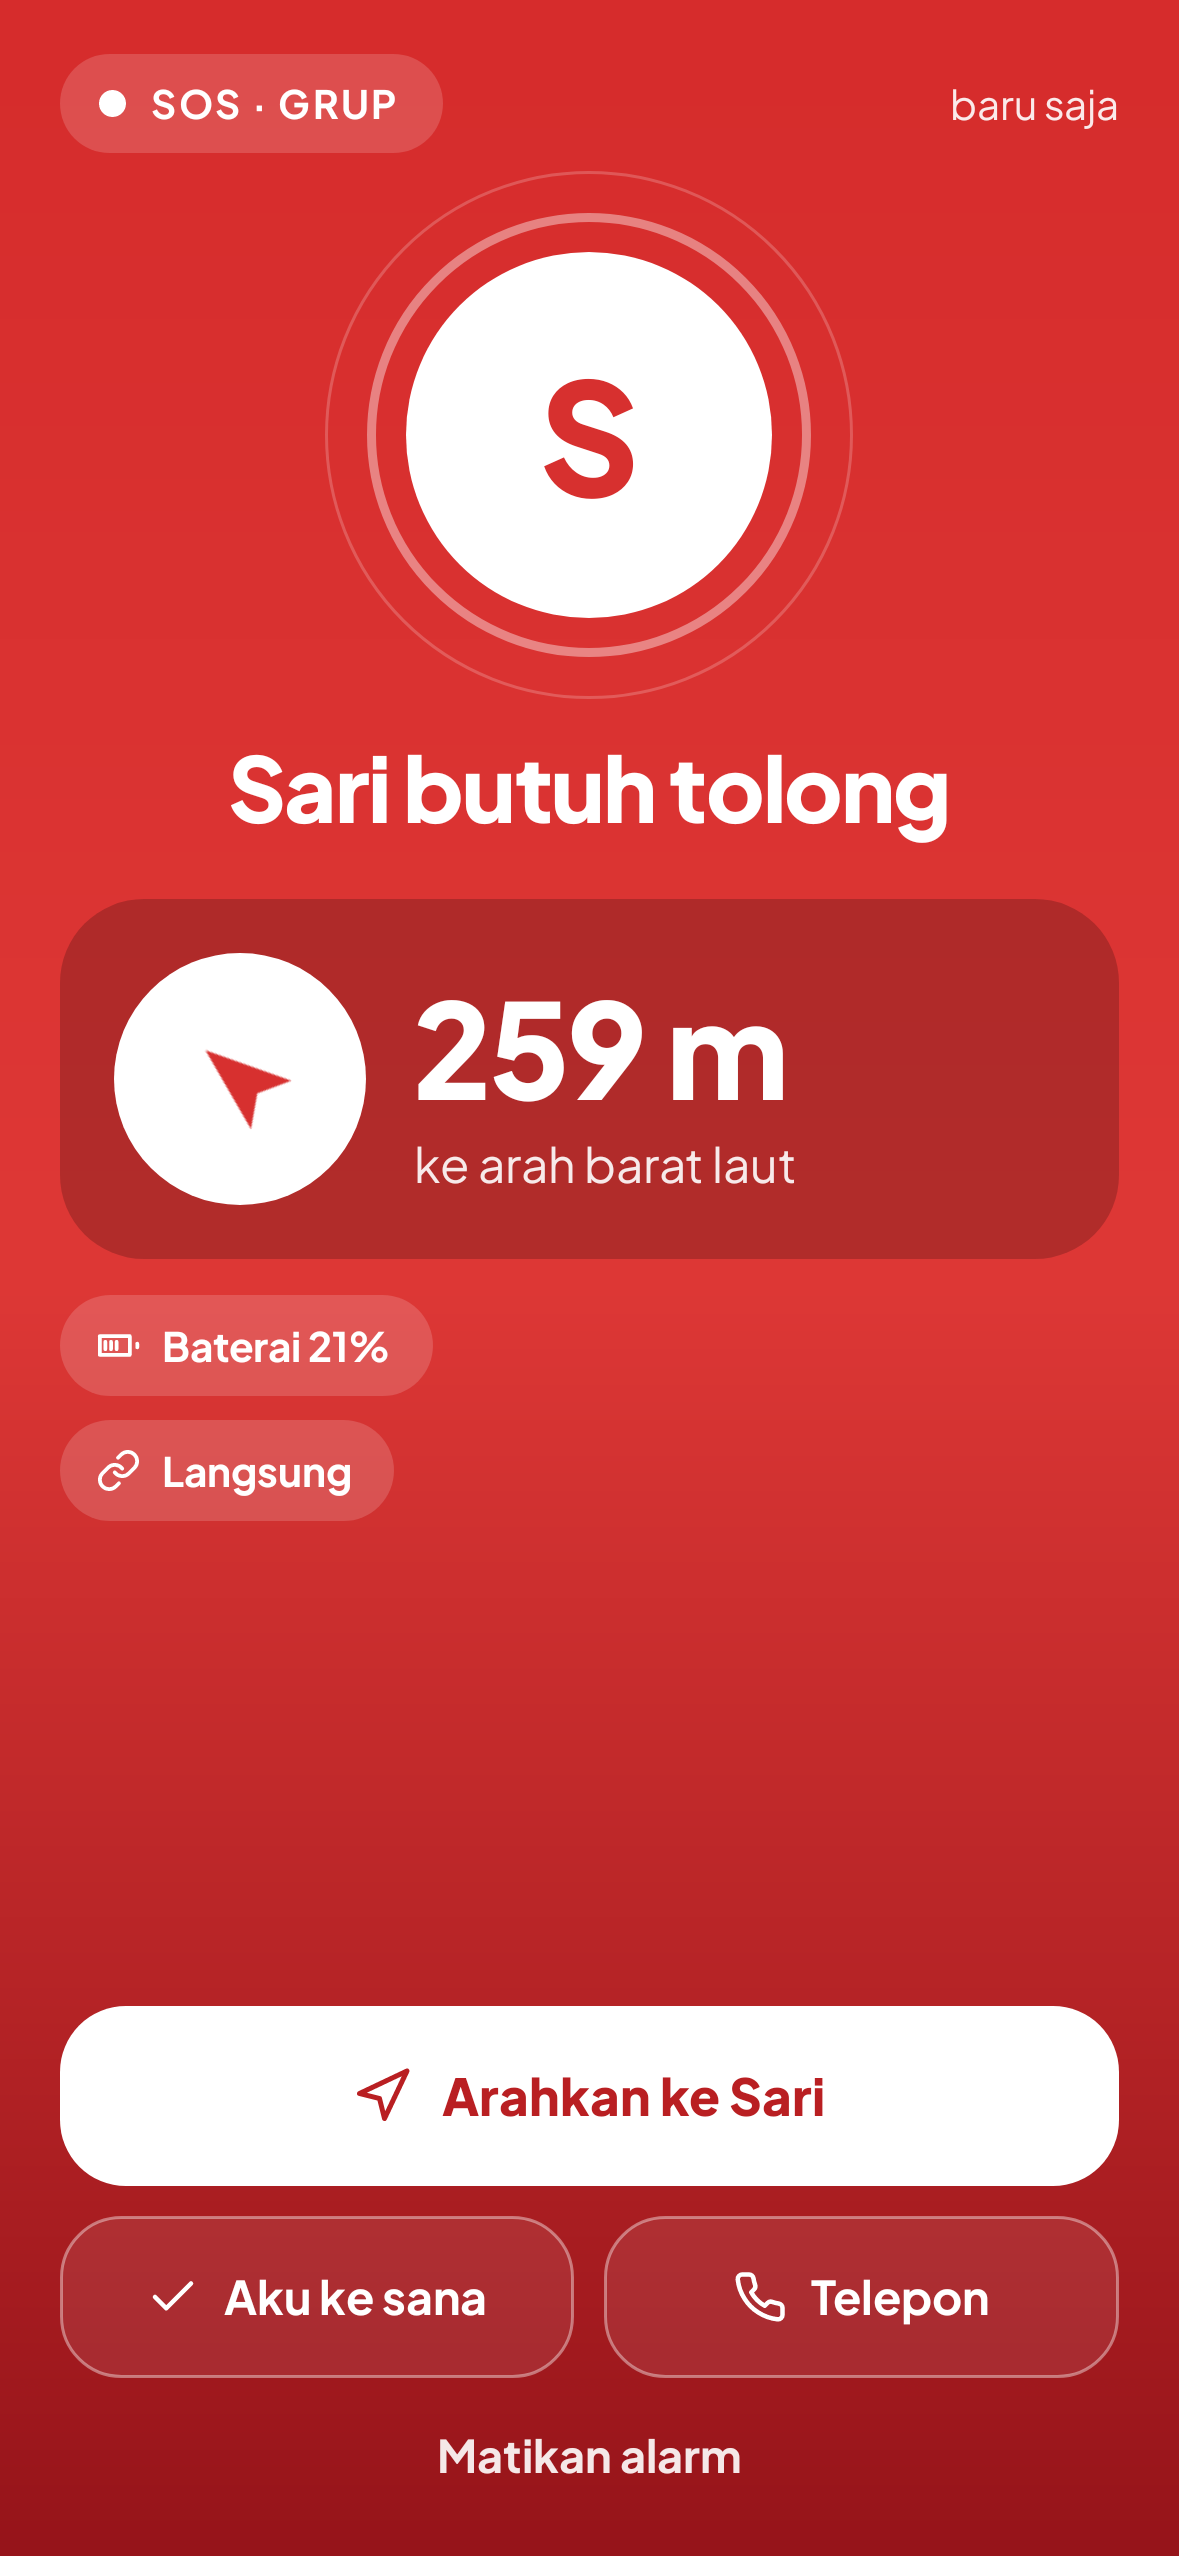 SOS · GRUP
baru saja
S
Sari butuh tolong
259 m
ke arah barat laut
Baterai 21%
Langsung
Arahkan ke Sari
Aku ke sana
Telepon
Matikan alarm